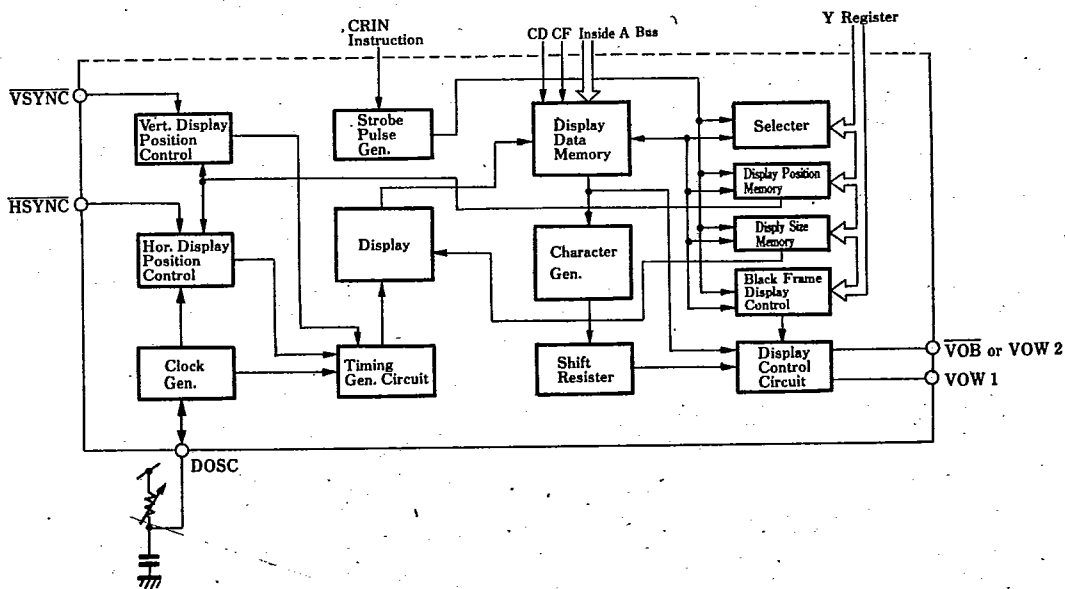 CRIN
Instruction
CD CF Inside A Bus
Y Register
VSYNC
Vert. Display
Position
Control
Strobe
Pulse
Gen.
Display
Data
Memory
Selecter
Display Position
Memory
HSYNC
Hor. Display
Position
Control
Display
Character
Gen.
Disply Size
Memory
Black Frame
Display
Control
Clock
Gen.
Timing
Gen. Circuit
Shift
Resister
Display
Control
Circuit
VOB or VOW 2
VOW 1
DOSC